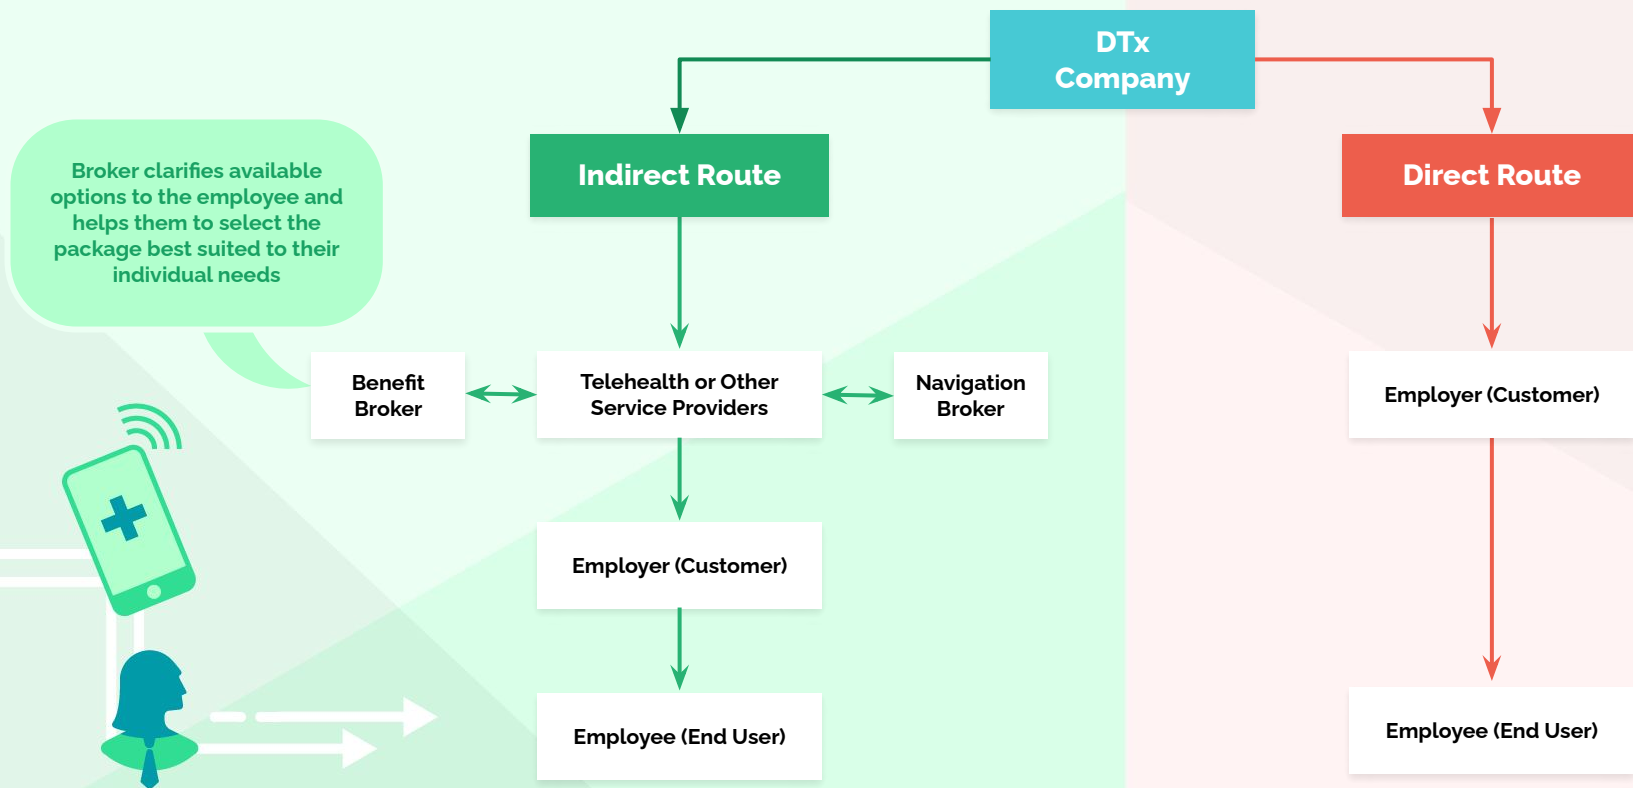 DTx
Company
Indirect Route
Direct Route
Broker clarifies available
options to the employee and
helps them to select the
package best suited to their
individual needs
Benefit
Broker
Telehealth or Other
Service Providers
Navigation
Broker
Employer (Customer)
Employer (Customer)
Employee (End User)
Employee (End User)